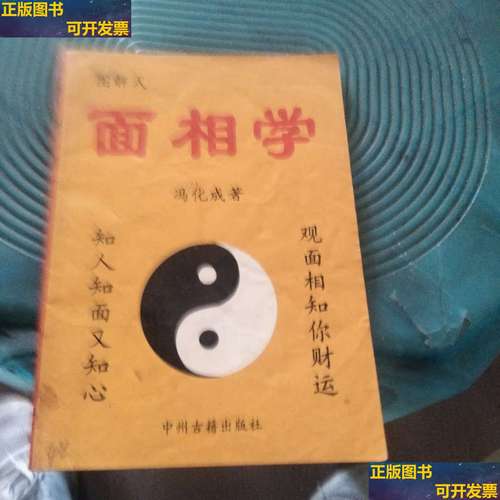 正版图书
可开发票
图解式
面相学
冯化成著
观面相知你财运
知人知面又知心
中州古籍出版社
正版图书
可开发票